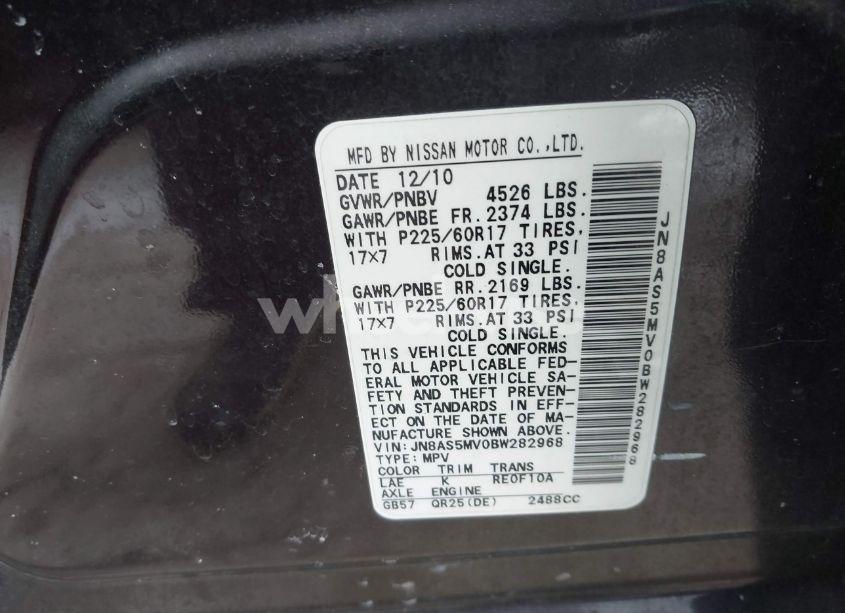 MFD BY NISSAN MOTOR CO.,LTD.
DATE 12/10
GVWR/PNBV 4526 LBS.
GAWR/PNBE FR. 2374 LBS.
WITH P225/60R17 TIRES.
17X7 RIMS.AT 33 PSI
COLD SINGLE.
GAWR/PNBE RR. 2169 LBS.
WITH P225/60R17 TIRES.
17X7 RIMS.AT 33 PSI
COLD SINGLE.
THIS VEHICLE CONFORMS
TO ALL APPLICABLE FED-
ERAL MOTOR VEHICLE SA-
FETY AND THEFT PREVEN-
TION STANDARDS IN EFF-
ECT ON THE DATE OF MA-
NUFACTURE SHOWN ABOVE.
VIN:JN8AS5MV0BW282968
TYPE:MPV
COLOR TRIM TRANS
LAE K RE0F10A
AXLE ENGINE
GB57 QR25(DE) 2488CC
JN8AS5MV0BW282968